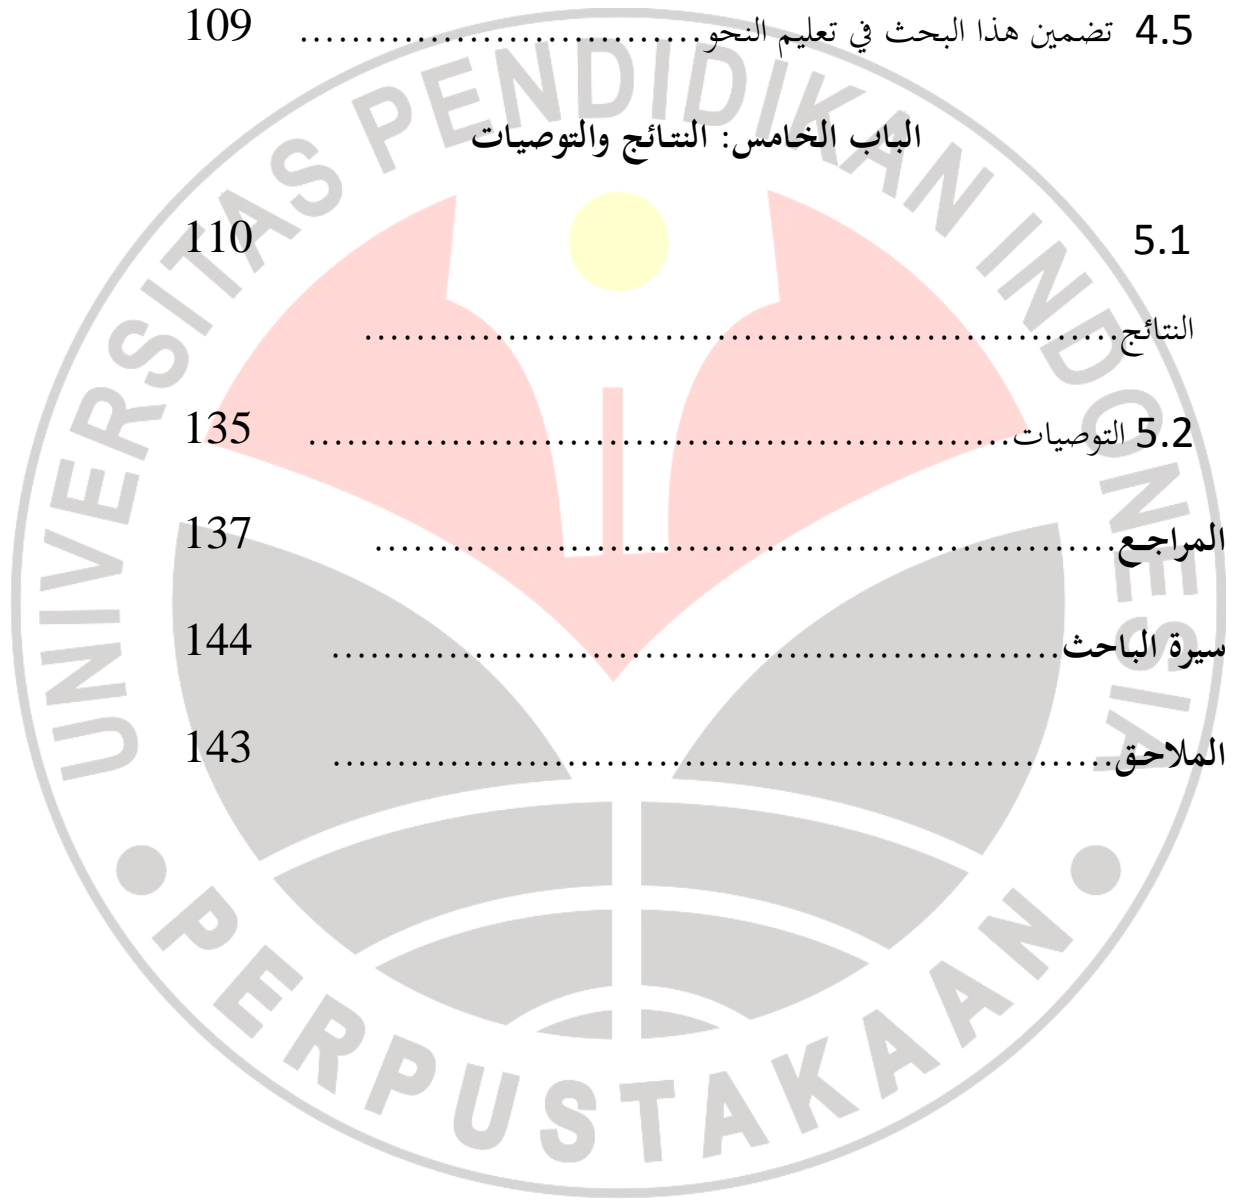 4.5 تضمين هذا البحث في تعليم النحو.............................. 109
الباب الخامس: النتائج والتوصيات
5.1 110
النتائج.........................................................
5.2 التوصيات...................................................... 135
المراجع......................................................... 137
سيرة الباحث........................................................ 144
الملاحق............................................................ 143
UNIVERSITAS PENDIDIKAN INDONESIA
PERPUSTAKAAN